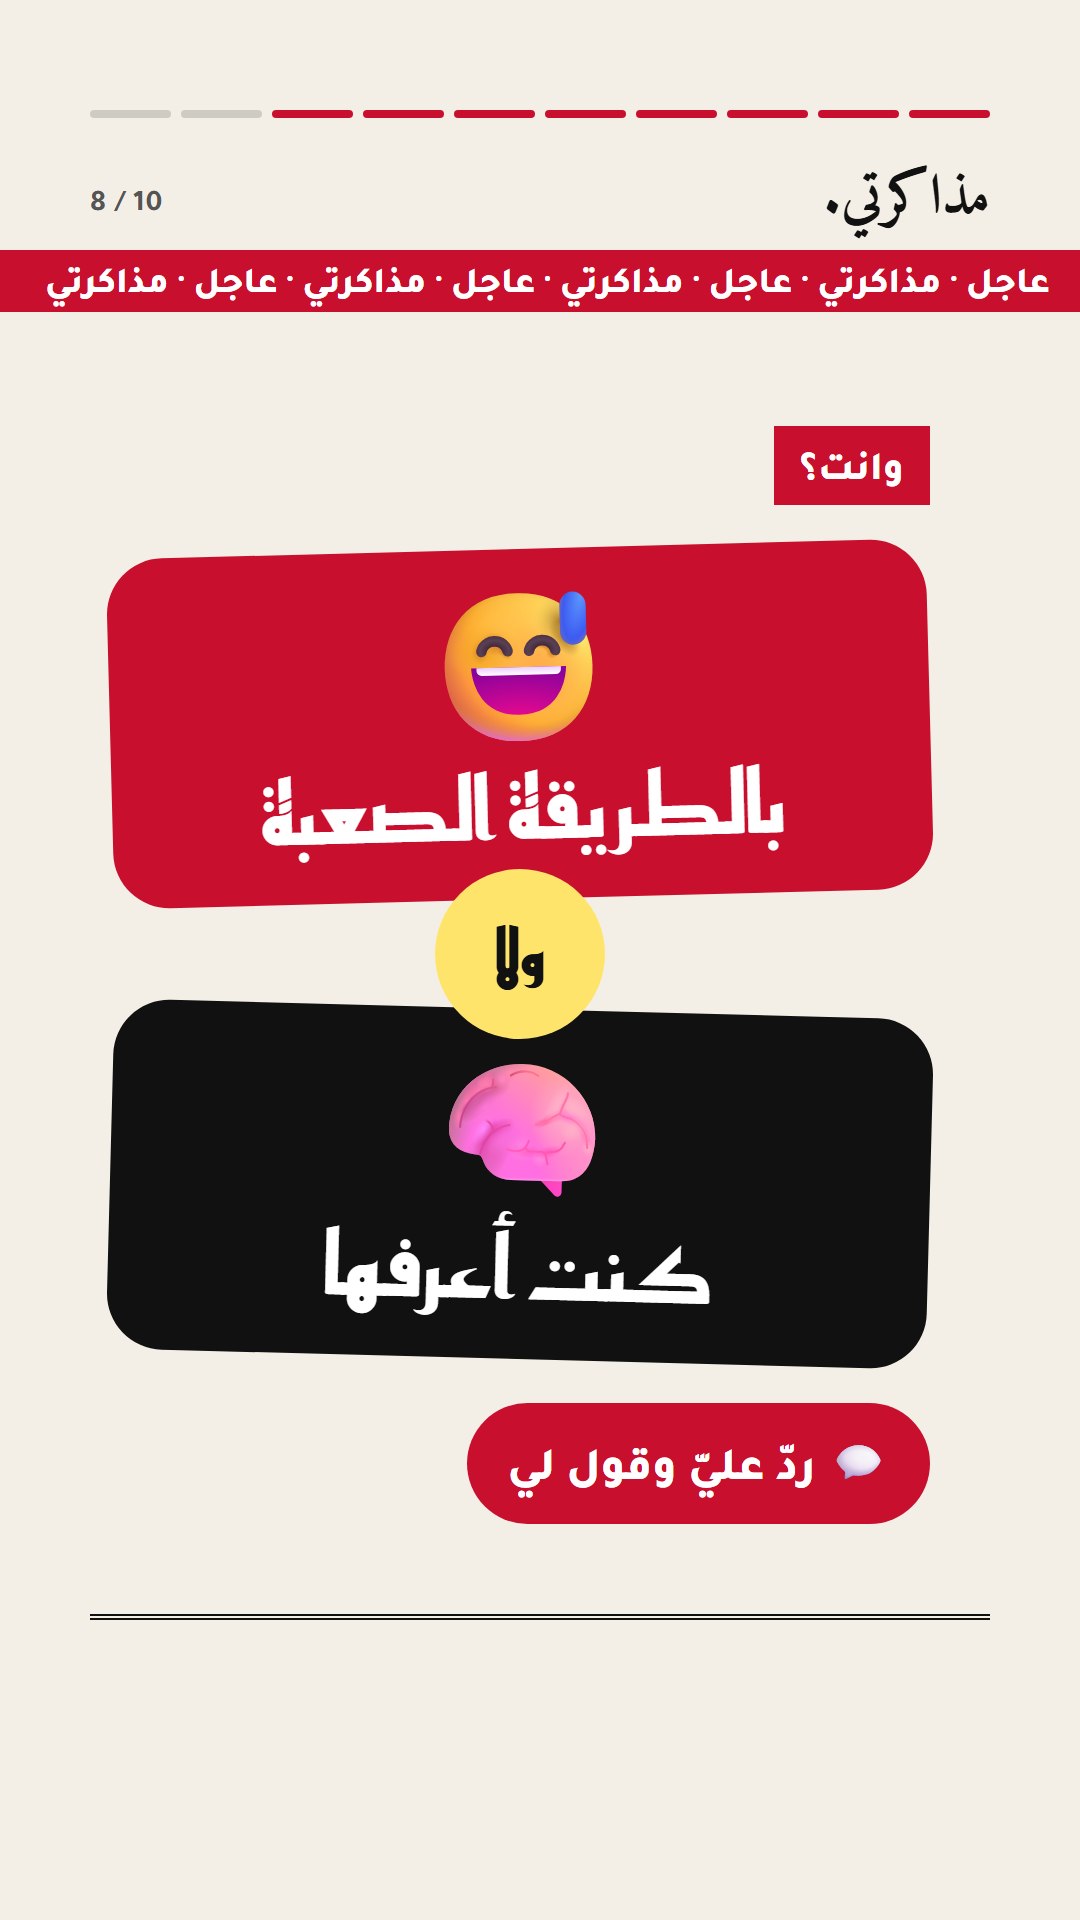 مذاكرتي.
8 / 10
عاجل · مذاكرتي · عاجل · مذاكرتي · عاجل · مذاكرتي · عاجل · مذاكرتي
وانت؟
بالطريقة الصعبة
ولا
كنت أعرفها
ردّ عليّ وقول لي